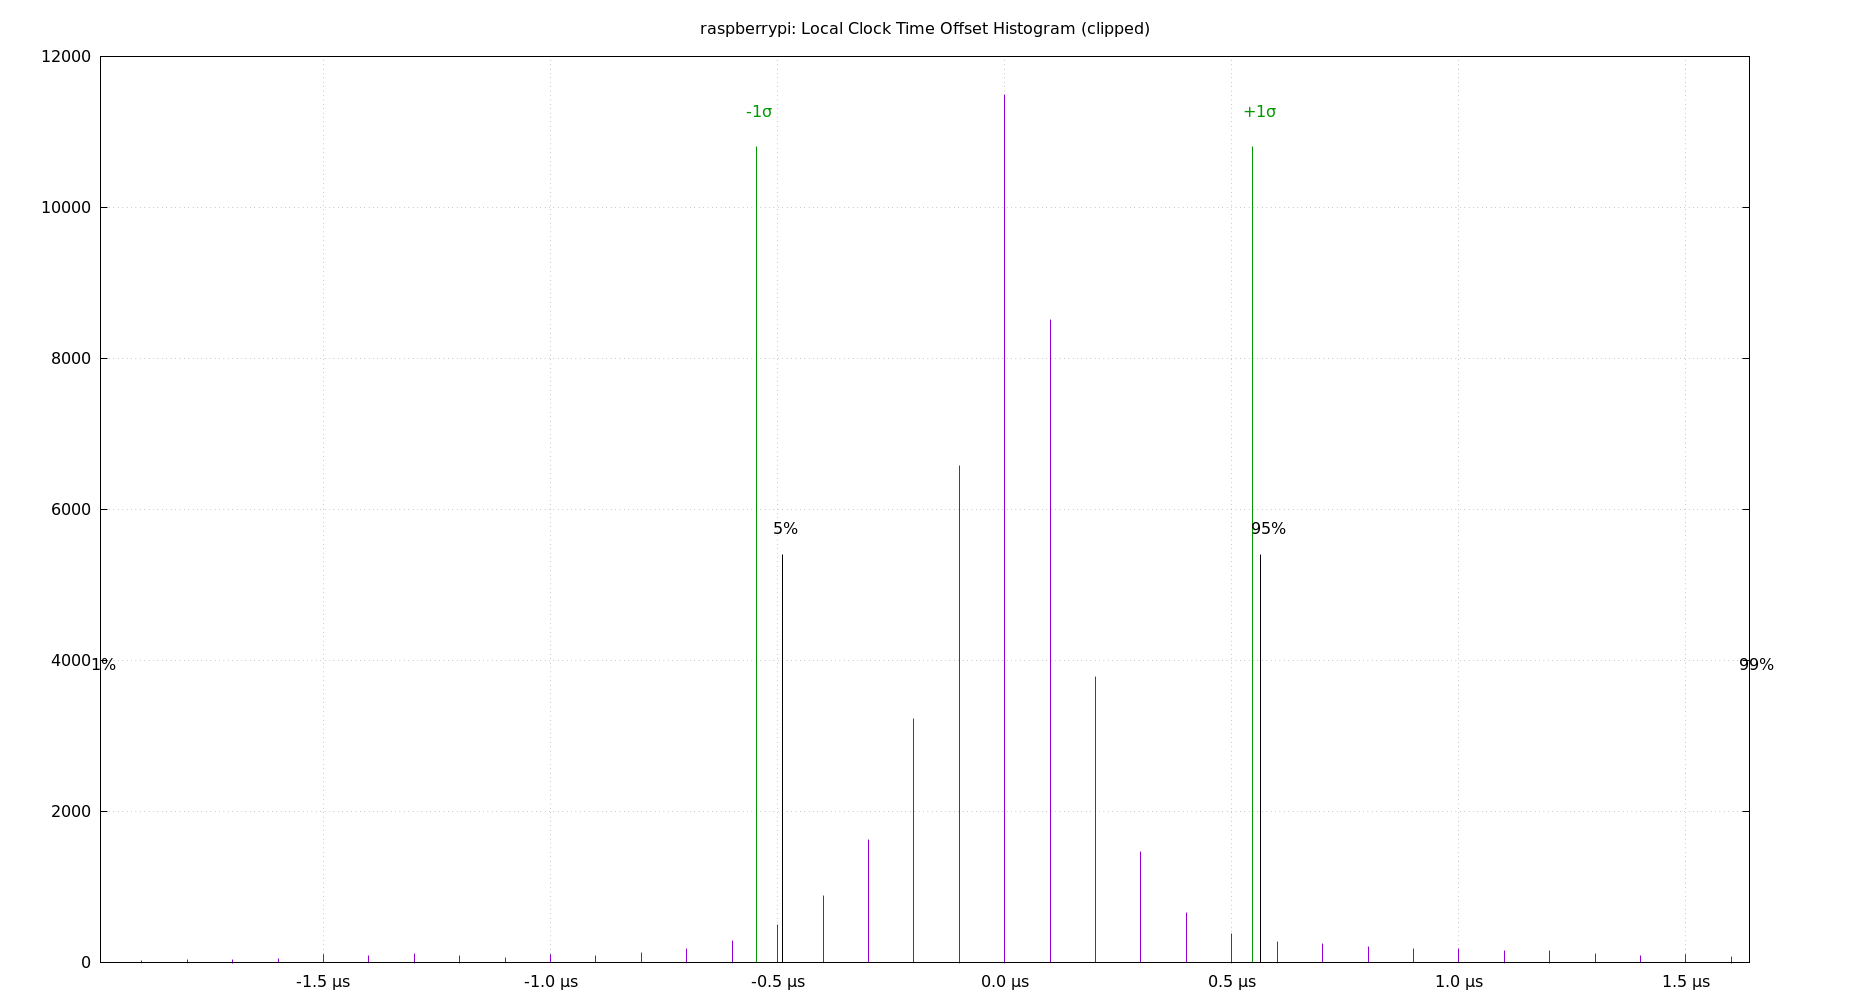 raspberrypi: Local Clock Time Offset Histogram (clipped)
12000
-1σ
+1σ
10000
8000
6000
5%
95%
4000
1%
99%
2000
0
-1.5 µs
-1.0 µs
-0.5 µs
0.0 µs
0.5 µs
1.0 µs
1.5 µs